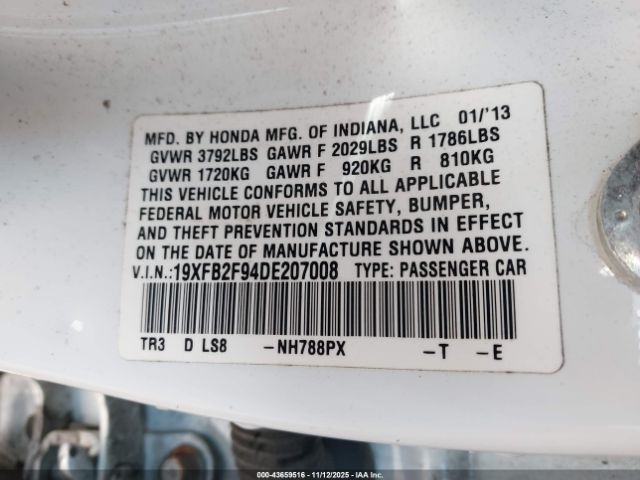 MFD. BY HONDA MFG. OF INDIANA, LLC 01/'13
GVWR 3792LBS GAWR F 2029LBS R 1786LBS
GVWR 1720KG GAWR F 920KG R 810KG
THIS VEHICLE CONFORMS TO ALL APPLICABLE
FEDERAL MOTOR VEHICLE SAFETY, BUMPER,
AND THEFT PREVENTION STANDARDS IN EFFECT
ON THE DATE OF MANUFACTURE SHOWN ABOVE.
V.I.N.:19XFB2F94DE207008 TYPE: PASSENGER CAR
TR3 D LS8 -NH788PX -T -E
000-43659516 - 11/12/2025 - IAA Inc.